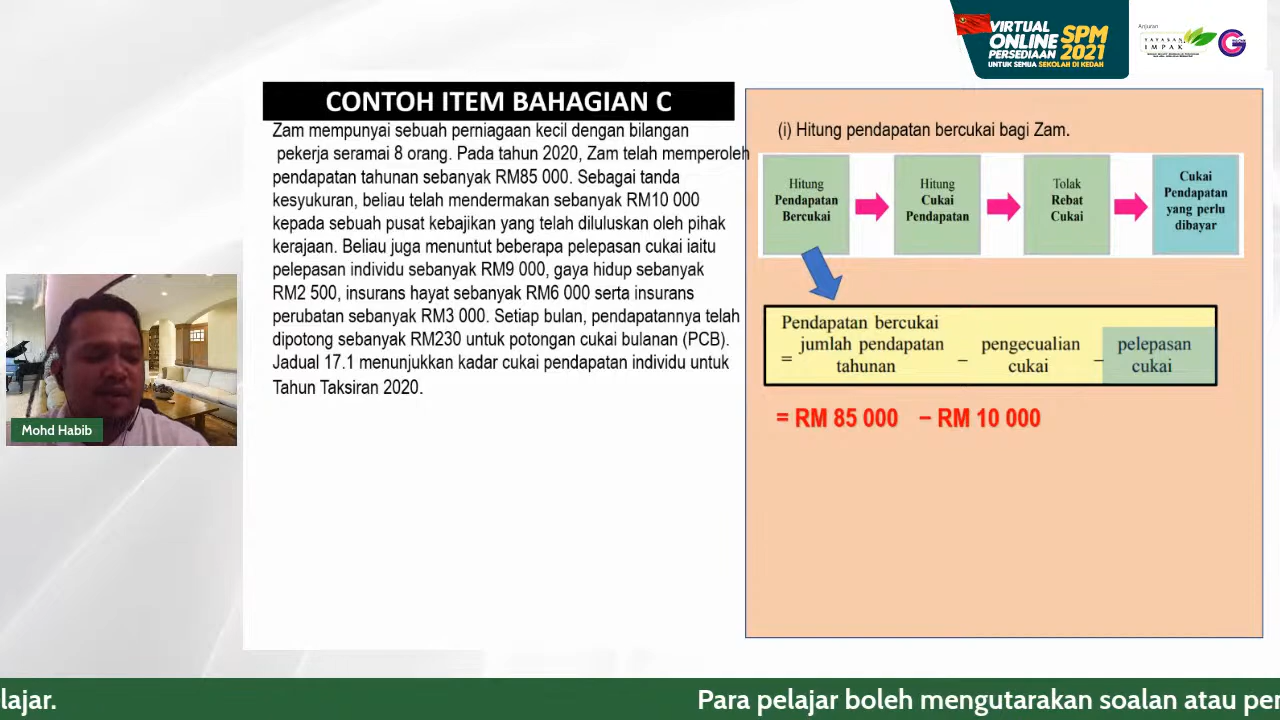 VIRTUAL
ONLINE
PERSEDIAAN
SPM
2021
UNTUK SEMUA SEKOLAH DI KEDAH
Anjuran
YAYASAN
IMPAK
CONTOH ITEM BAHAGIAN C
Zam mempunyai sebuah perniagaan kecil dengan bilangan
pekerja seramai 8 orang. Pada tahun 2020, Zam telah memperoleh
pendapatan tahunan sebanyak RM85 000. Sebagai tanda
kesyukuran, beliau telah mendermakan sebanyak RM10 000
kepada sebuah pusat kebajikan yang telah diluluskan oleh pihak
kerajaan. Beliau juga menuntut beberapa pelepasan cukai iaitu
pelepasan individu sebanyak RM9 000, gaya hidup sebanyak
RM2 500, insurans hayat sebanyak RM6 000 serta insurans
perubatan sebanyak RM3 000. Setiap bulan, pendapatannya telah
dipotong sebanyak RM230 untuk potongan cukai bulanan (PCB).
Jadual 17.1 menunjukkan kadar cukai pendapatan individu untuk
Tahun Taksiran 2020.
(i) Hitung pendapatan bercukai bagi Zam.
Hitung
Pendapatan
Bercukai
Hitung
Cukai
Pendapatan
Tolak
Rebat
Cukai
Cukai
Pendapatan
yang perlu
dibayar
Pendapatan bercukai
= jumlah pendapatan tahunan − pengecualian cukai − pelepasan cukai
= RM 85 000 − RM 10 000
Mohd Habib
lajar.
Para pelajar boleh mengutarakan soalan atau per